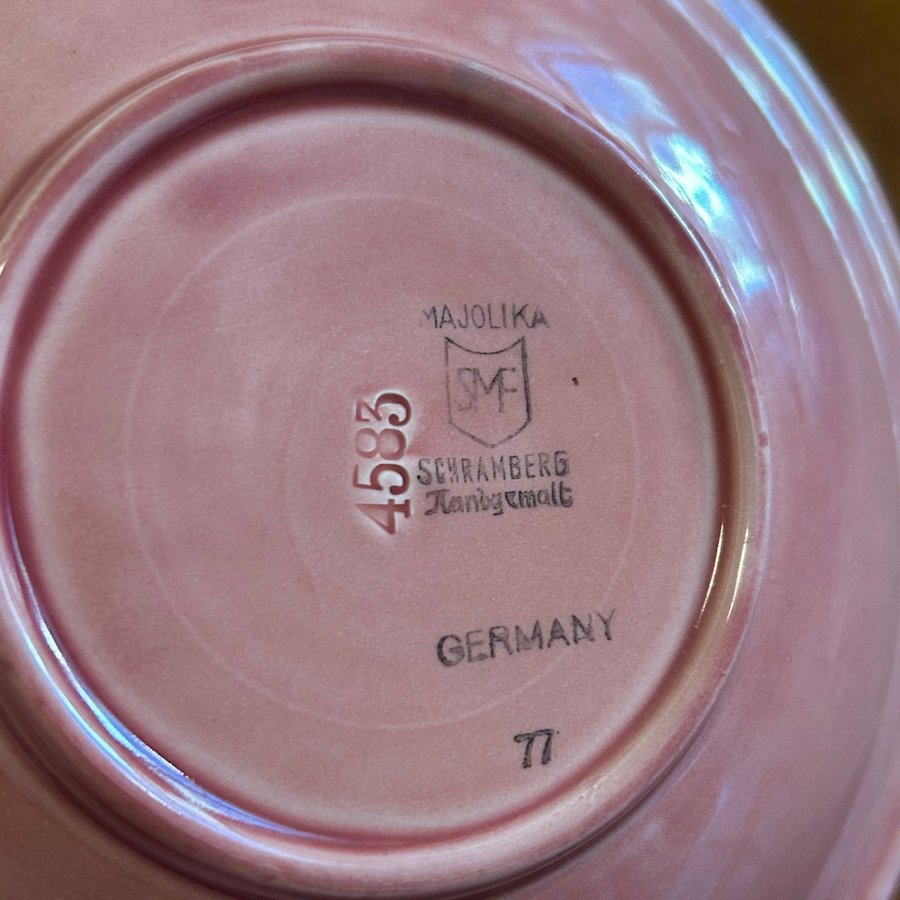 MAJOLIKA
SMF
SCHRAMBERG
Handgemalt
4583
GERMANY
77